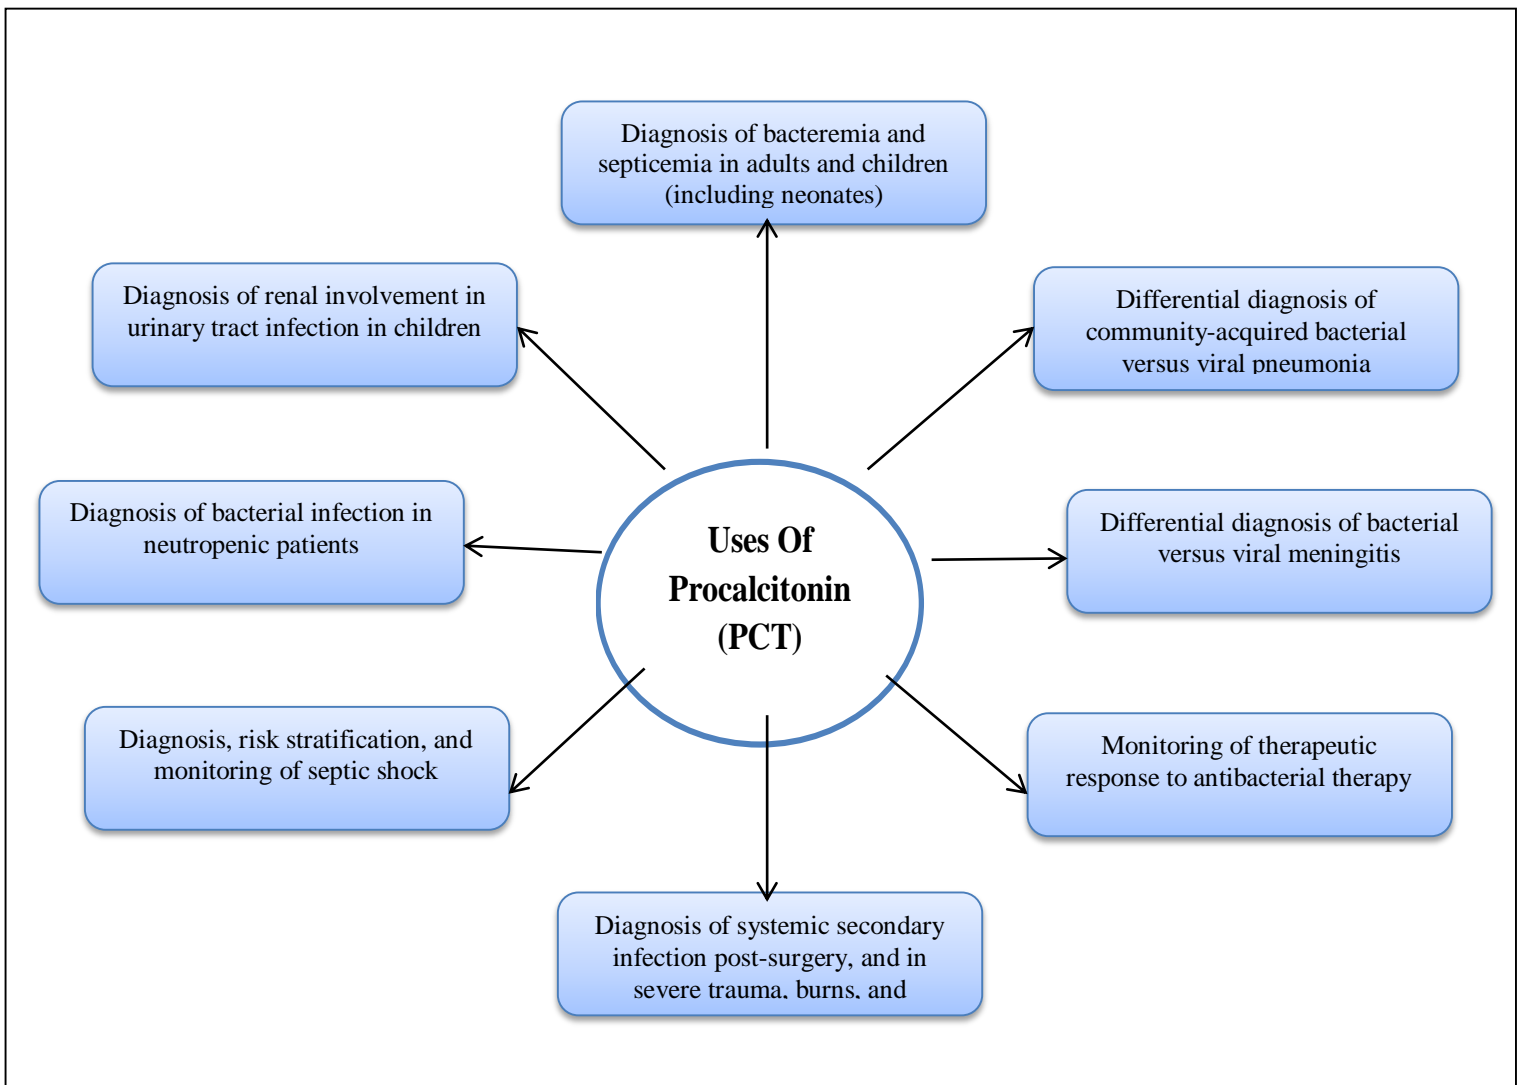 Diagnosis of bacteremia and
septicemia in adults and children
(including neonates)
Diagnosis of renal involvement in
urinary tract infection in children
Differential diagnosis of
community-acquired bacterial
versus viral pneumonia
Diagnosis of bacterial infection in
neutropenic patients
Uses Of
Procalcitonin
(PCT)
Differential diagnosis of bacterial
versus viral meningitis
Diagnosis, risk stratification, and
monitoring of septic shock
Monitoring of therapeutic
response to antibacterial therapy
Diagnosis of systemic secondary
infection post-surgery, and in
severe trauma, burns, and